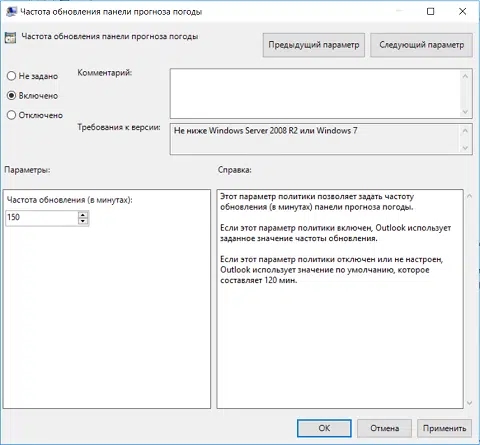 Частота обновления панели прогноза погоды
Частота обновления панели прогноза погоды
Предыдущий параметр
Следующий параметр
Не задано
Комментарий:
Включено
Отключено
Требования к версии:
Не ниже Windows Server 2008 R2 или Windows 7
Параметры:
Справка:
Частота обновления (в минутах):
150
Этот параметр политики позволяет задать частоту
обновления (в минутах) панели прогноза погоды.
Если этот параметр политики включен, Outlook использует
заданное значение частоты обновления.
Если этот параметр политики отключен или не настроен,
Outlook использует значение по умолчанию, которое
составляет 120 мин.
ОК
Отмена
Применить